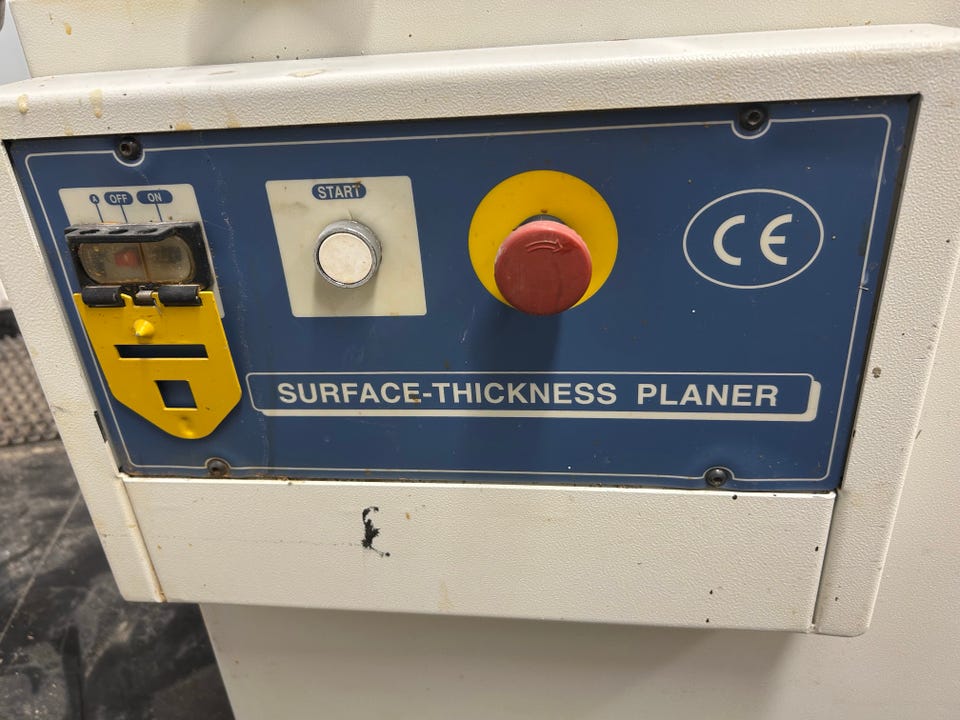 A OFF ON
START
CE
SURFACE-THICKNESS PLANER